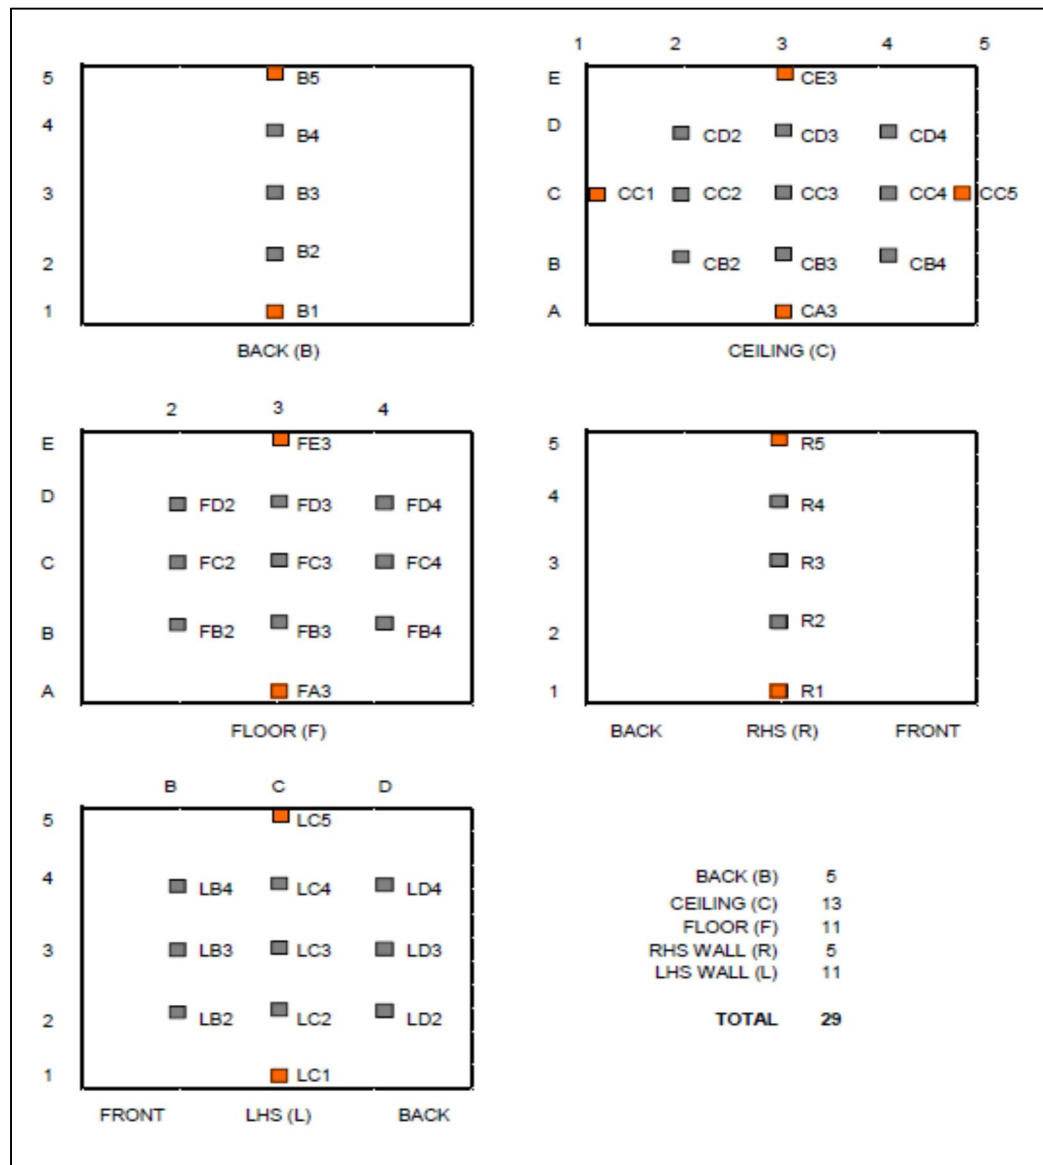 1 2 3 4 5
5 B5 E CE3
4 B4 D CD2 CD3 CD4
3 B3 C CC1 CC2 CC3 CC4 CC5
2 B2 B CB2 CB3 CB4
1 B1 A CA3
BACK (B) CEILING (C)
2 3 4
E FE3 5 R5
D FD2 FD3 FD4 4 R4
C FC2 FC3 FC4 3 R3
B FB2 FB3 FB4 2 R2
A FA3 1 R1
FLOOR (F) BACK RHS (R) FRONT
B C D
5 LC5
4 LB4 LC4 LD4
3 LB3 LC3 LD3
2 LB2 LC2 LD2
1 LC1
FRONT LHS (L) BACK
BACK (B) 5
CEILING (C) 13
FLOOR (F) 11
RHS WALL (R) 5
LHS WALL (L) 11
TOTAL 29